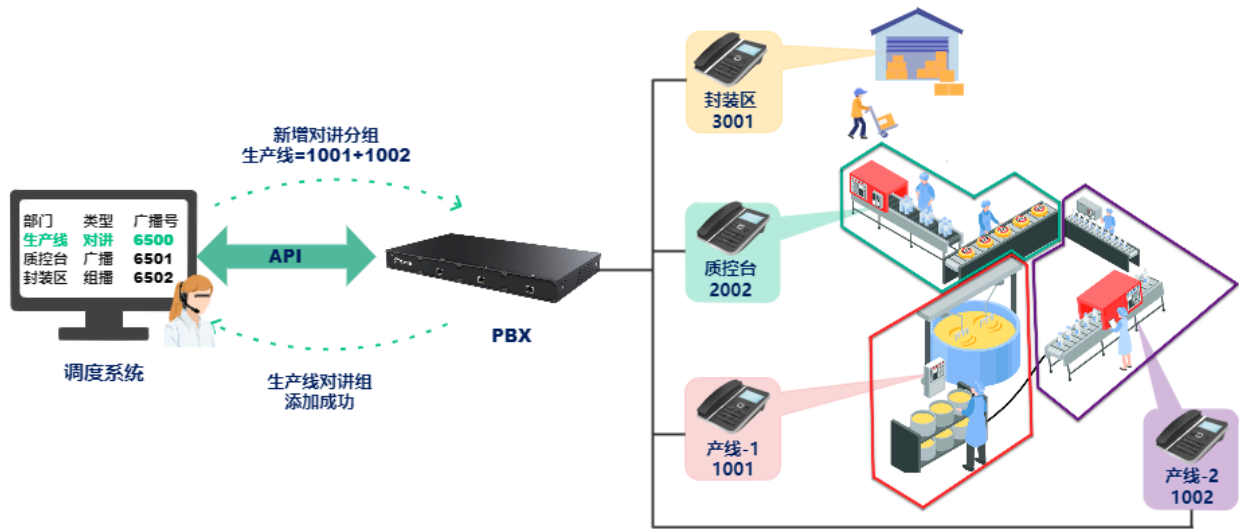 新增对讲分组
生产线=1001+1002
部门 类型 广播号
生产线 对讲 6500
质控台 广播 6501
封装区 组播 6502
API
PBX
调度系统
生产线对讲组
添加成功
封装区
3001
质控台
2002
产线-1
1001
产线-2
1002